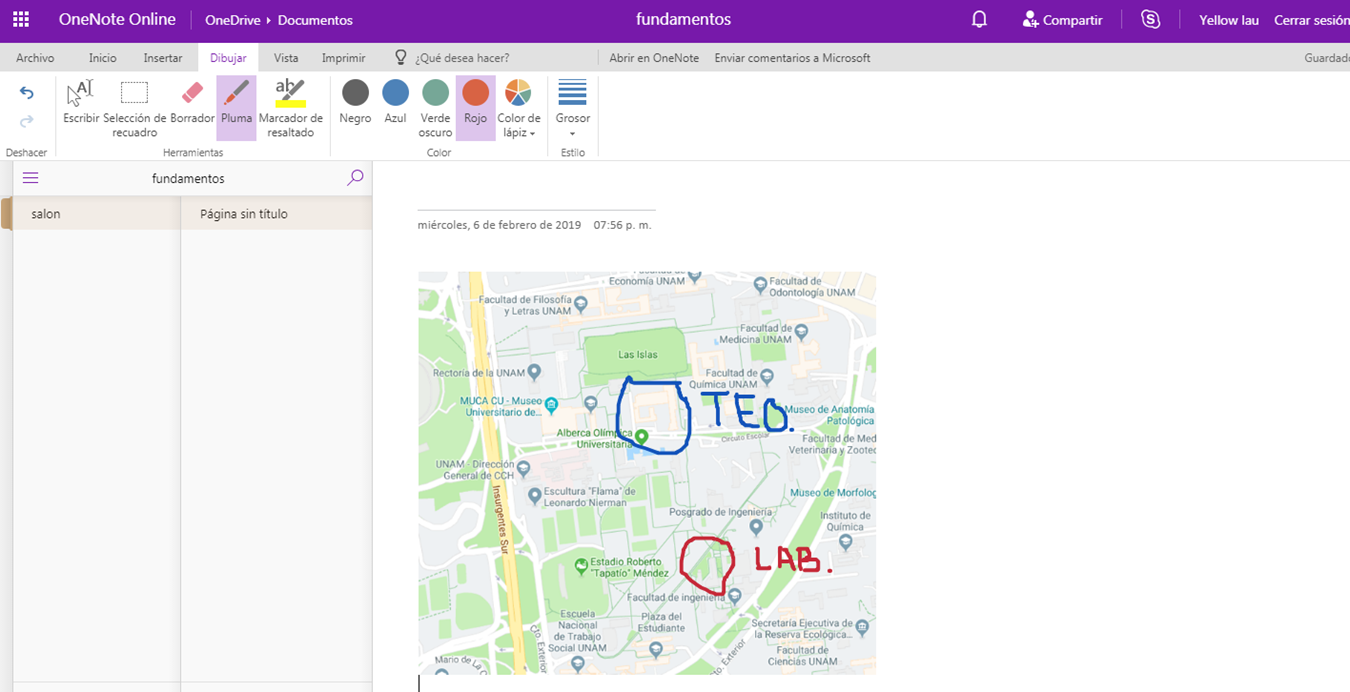 OneNote Online OneDrive Documentos fundamentos Compartir Yellow lau Cerrar sesión
Archivo Inicio Insertar Dibujar Vista Imprimir ¿Qué desea hacer? Abrir en OneNote Enviar comentarios a Microsoft Guardado
Escribir Selección de recuadro Borrador Pluma Marcador de resaltado Negro Azul Verde oscuro Rojo Color de lápiz Grosor
Deshacer Herramientas Color Estilo
fundamentos
salon Página sin título
miércoles, 6 de febrero de 2019 07:56 p. m.
Economía UNAM
Facultad de
Odontología UNAM
Facultad de Filosofía
y Letras UNAM
Facultad de
Medicina UNAM
Las Islas
Rectoría de la UNAM
Facultad de
Química UNAM
MUCA CU - Museo
Universitario de...
TEO.
Museo de Anatomía
Patológica
Alberca Olímpica
Universitaria
Circuito Escolar
Facultad de Med
Veterinaria y Zootec
UNAM - Dirección
General de CCH
Insurgentes Sur
Escultura "Flama" de
Leonardo Nierman
Museo de Morfolog
Posgrado de Ingeniería
Instituto de
Química
LAB.
Estadio Roberto
"Tapatío" Méndez
Facultad de ingeniería
Escuela
Nacional
de Trabajo
Social UNAM
Plaza del
Estudiante
Secretaría Ejecutiva de
la Reserva Ecológica...
Cto. Exterior
Cto. Exterior
Facultad de
Ciencias UNAM
Mario de La C